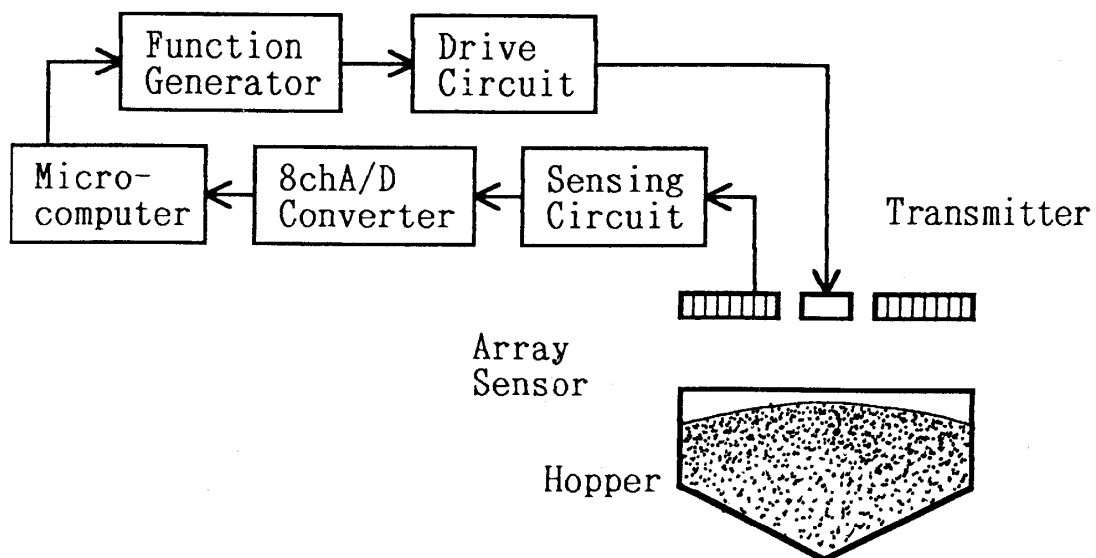 Function
Generator
Drive
Circuit
Micro-
computer
8chA/D
Converter
Sensing
Circuit
Transmitter
Array
Sensor
Hopper